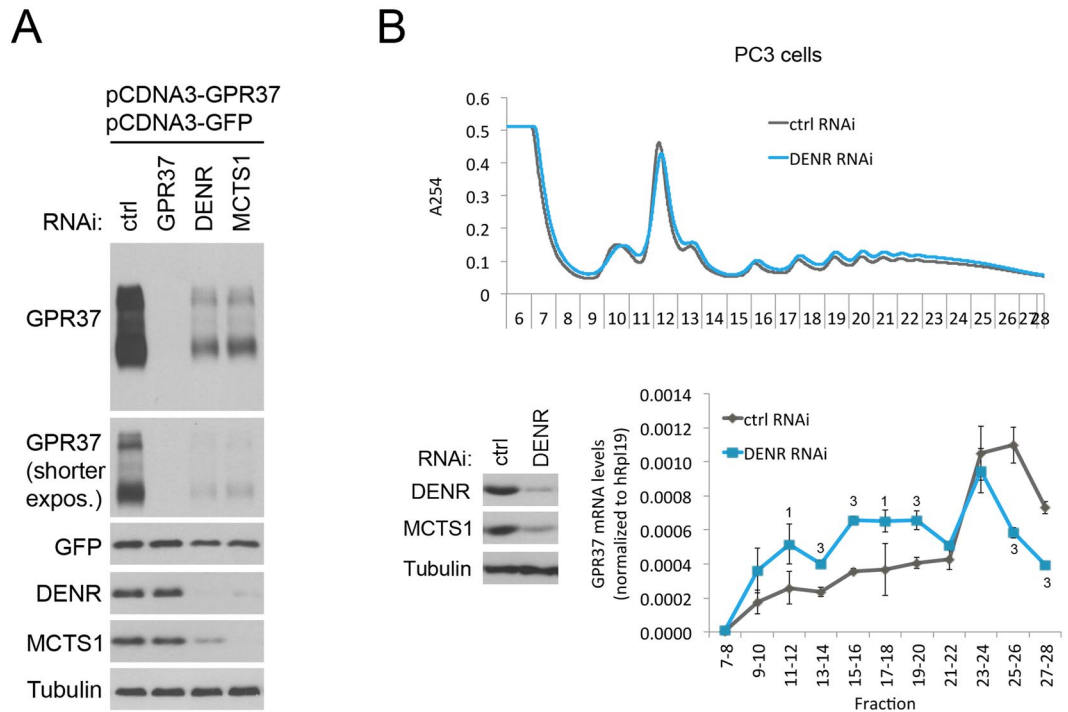 A
pCDNA3-GPR37
pCDNA3-GFP
RNAi:
ctrl
GPR37
DENR
MCTS1
GPR37
GPR37
(shorter
expos.)
GFP
DENR
MCTS1
Tubulin
B
PC3 cells
ctrl RNAi
DENR RNAi
A254
0.6
0.5
0.4
0.3
0.2
0.1
0
6 7 8 9 10 11 12 13 14 15 16 17 18 19 20 21 22 23 24 25 26 27 28
RNAi:
ctrl
DENR
DENR
MCTS1
Tubulin
ctrl RNAi
DENR RNAi
GPR37 mRNA levels
(normalized to hRpl19)
0.0014
0.0012
0.0010
0.0008
0.0006
0.0004
0.0002
0.0000
1
3
3
1
3
3
3
7-8
9-10
11-12
13-14
15-16
17-18
19-20
21-22
23-24
25-26
27-28
Fraction